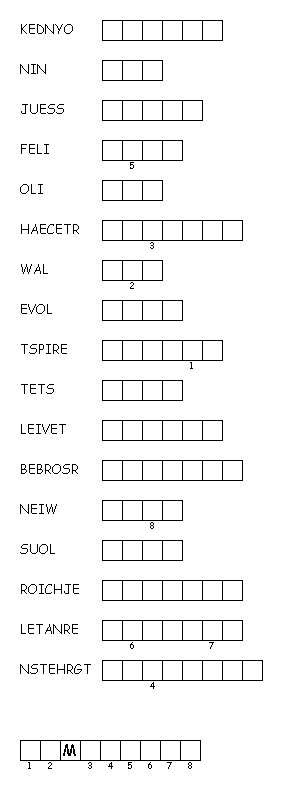 KEDNYO
NIN
JUESS
FELI
5
OLI
HAECETR
3
WAL
2
EVOL
TSPIRE
1
TETS
LEIVET
BEBROSR
NEIW
8
SUOL
ROICHJE
LETANRE
6 7
NSTEHRGT
4
M
1 2 3 4 5 6 7 8